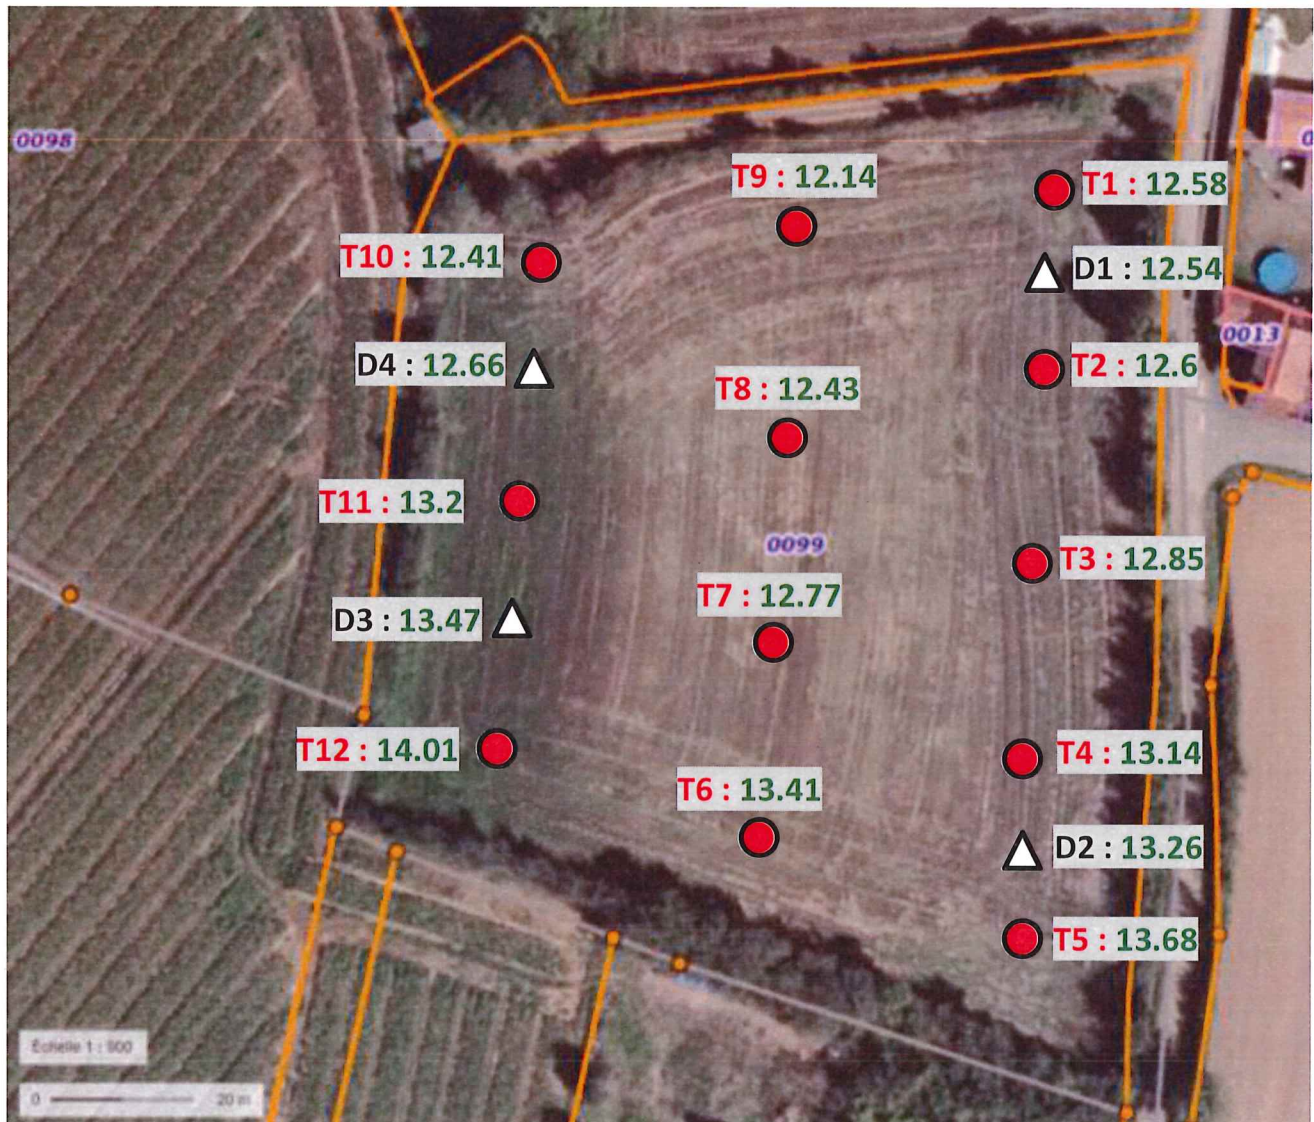 0098
T9 : 12.14
T1 : 12.58
T10 : 12.41
D1 : 12.54
0013
D4 : 12.66
T2 : 12.6
T8 : 12.43
T11 : 13.2
0099
T3 : 12.85
T7 : 12.77
D3 : 13.47
T12 : 14.01
T4 : 13.14
T6 : 13.41
D2 : 13.26
T5 : 13.68
Échelle 1 : 800
0 20 m